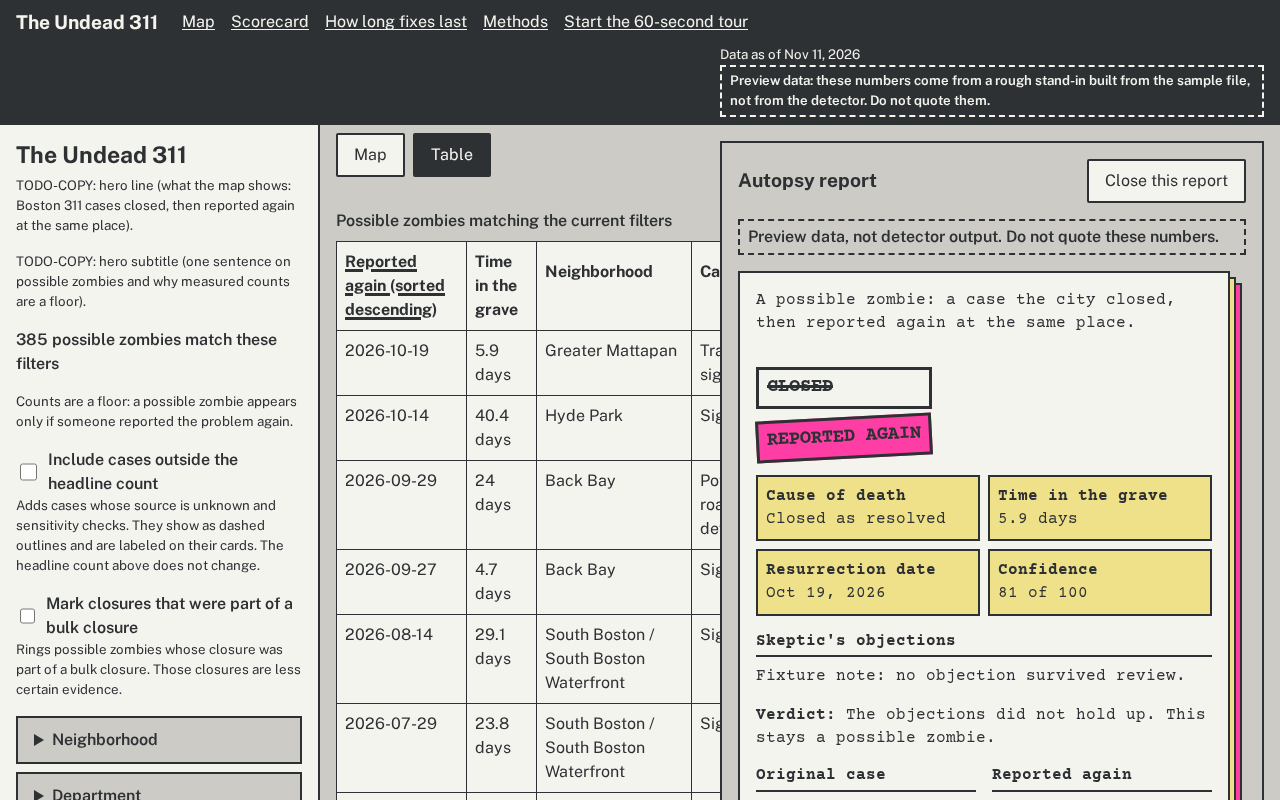 The Undead 311 Map Scorecard How long fixes last Methods Start the 60-second tour
Data as of Nov 11, 2026
Preview data: these numbers come from a rough stand-in built from the sample file,
not from the detector. Do not quote them.
The Undead 311
TODO-COPY: hero line (what the map shows:
Boston 311 cases closed, then reported again
at the same place).
TODO-COPY: hero subtitle (one sentence on
possible zombies and why measured counts
are a floor).
385 possible zombies match these
filters
Counts are a floor: a possible zombie appears
only if someone reported the problem again.
Include cases outside the
headline count
Adds cases whose source is unknown and
sensitivity checks. They show as dashed
outlines and are labeled on their cards. The
headline count above does not change.
Mark closures that were part of a
bulk closure
Rings possible zombies whose closure was
part of a bulk closure. Those closures are less
certain evidence.
Neighborhood
Department
Map Table
Possible zombies matching the current filters
Reported
again (sorted
descending)
Time
in the
grave
Neighborhood
Ca
2026-10-19
5.9
days
Greater Mattapan
Tra
sig
2026-10-14
40.4
days
Hyde Park
Sig
2026-09-29
24
days
Back Bay
Po
roa
de
2026-09-27
4.7
days
Back Bay
Sig
2026-08-14
29.1
days
South Boston /
South Boston
Waterfront
Sig
2026-07-29
23.8
days
South Boston /
South Boston
Waterfront
Sig
Autopsy report
Close this report
Preview data, not detector output. Do not quote these numbers.
A possible zombie: a case the city closed,
then reported again at the same place.
CLOSED
REPORTED AGAIN
Cause of death
Closed as resolved
Time in the grave
5.9 days
Resurrection date
Oct 19, 2026
Confidence
81 of 100
Skeptic's objections
Fixture note: no objection survived review.
Verdict: The objections did not hold up. This
stays a possible zombie.
Original case
Reported again